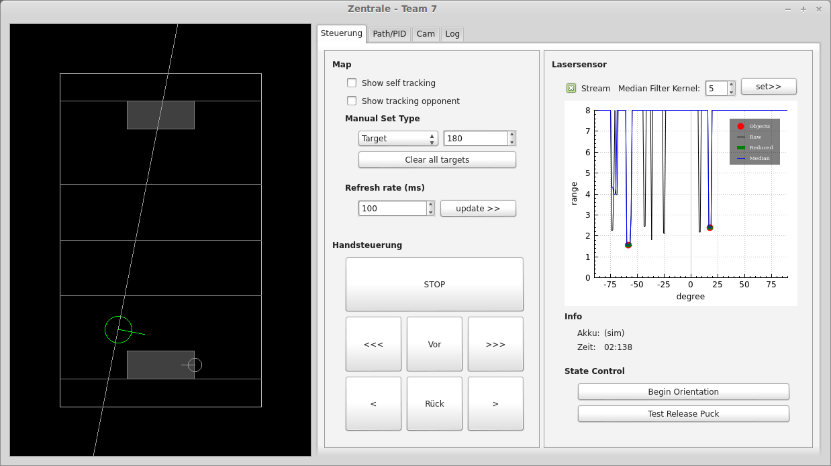 Zentrale - Team 7
Steuerung
Path/PID
Cam
Log
Map
Show self tracking
Show tracking opponent
Manual Set Type
Target
180
Clear all targets
Refresh rate (ms)
100
update >>
Handsteuerung
STOP
<<<
Vor
>>>
<
Rück
>
Lasersensor
Stream
Median Filter Kernel:
5
set>>
Objects
Raw
Reduced
Median
8
7
6
5
4
3
2
1
0
range
-75
-50
-25
0
25
50
75
degree
Info
Akku: (sim)
Zeit: 02:138
State Control
Begin Orientation
Test Release Puck